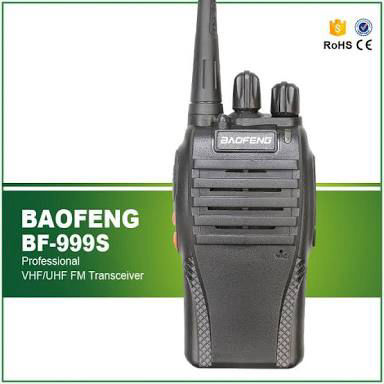 RoHS CE
BAOFENG
BAOFENG
BF-999S
Professional
VHF/UHF FM Transceiver